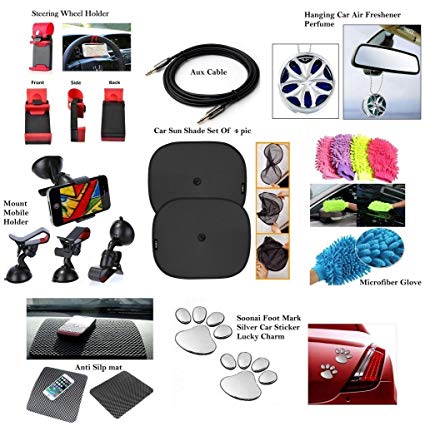 Steering Wheel Holder
Front
Side
Back
Aux Cable
Hanging Car Air Freshener
Perfume
Car Sun Shade Set Of 4 pic
Mount
Mobile
Holder
Microfiber Glove
Anti Silp mat
Soonai Foot Mark
Silver Car Sticker
Lucky Charm